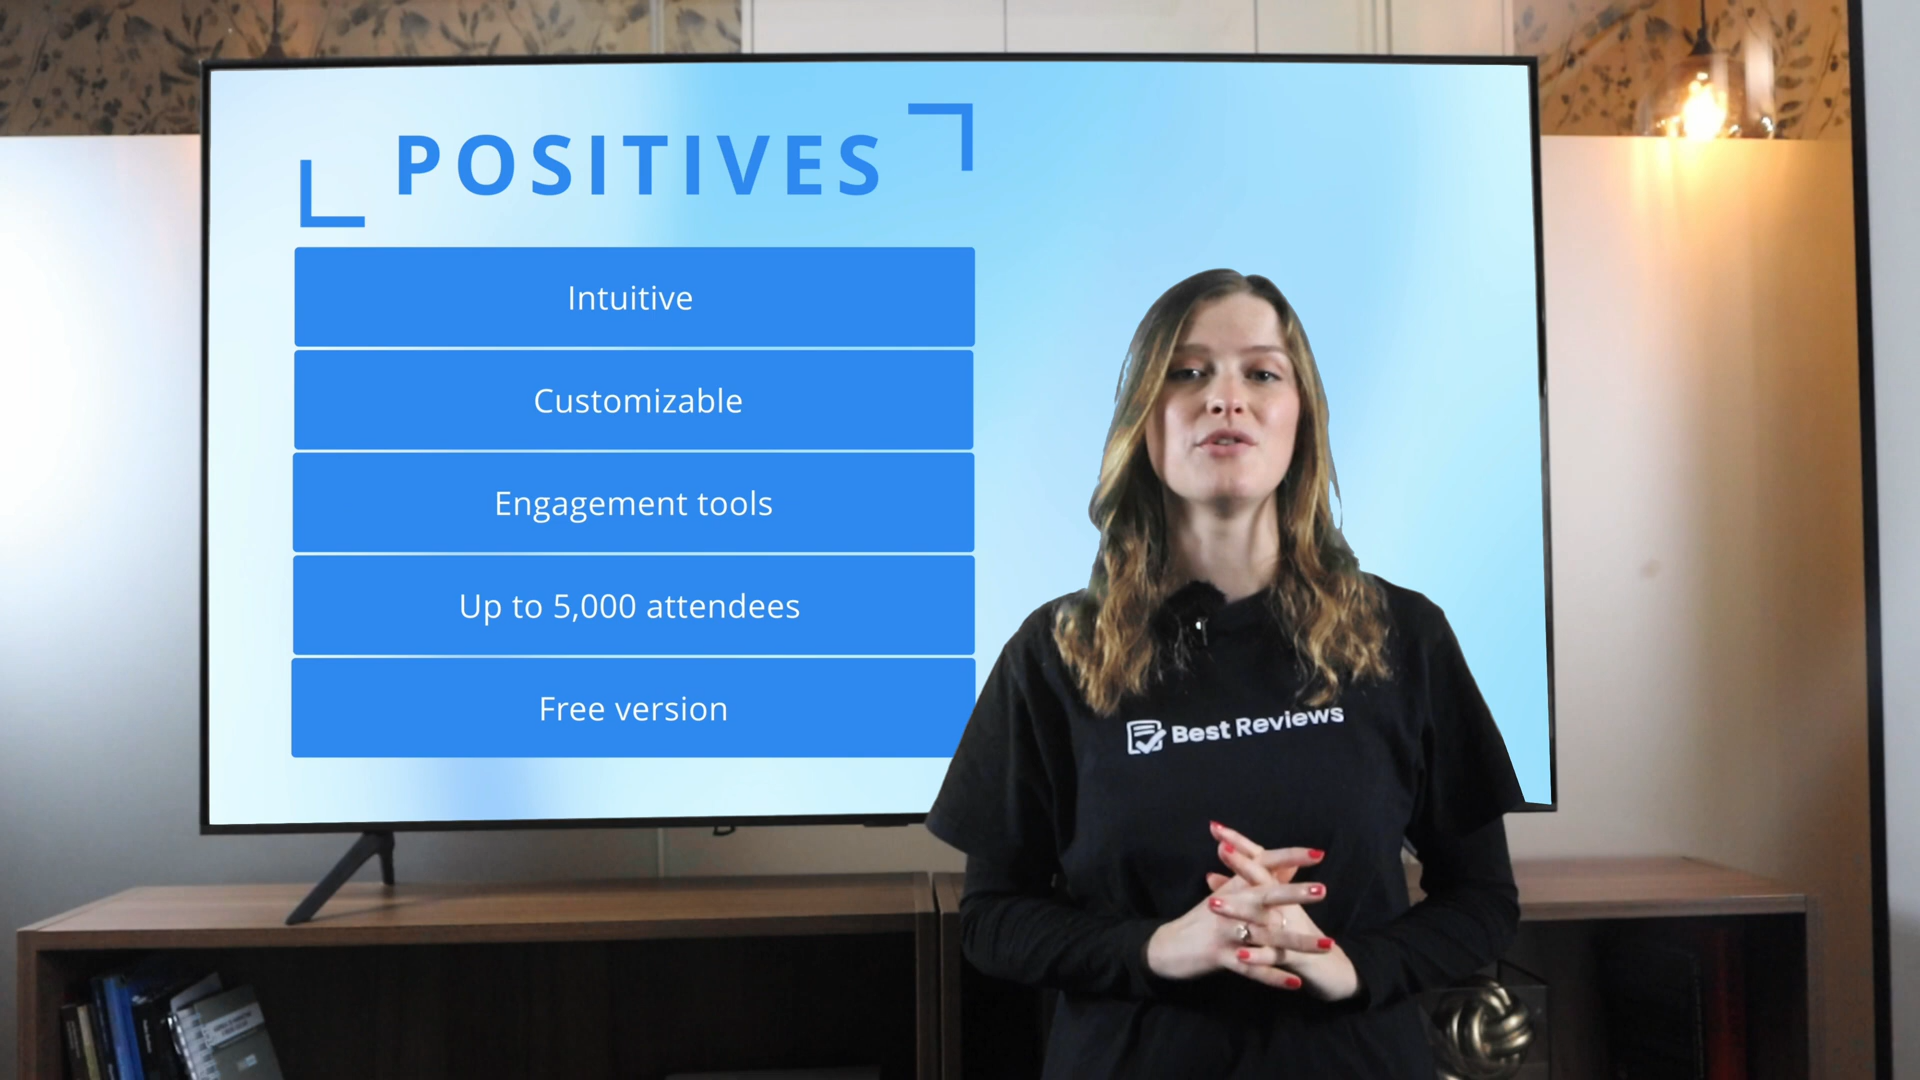 POSITIVES
Intuitive
Customizable
Engagement tools
Up to 5,000 attendees
Free version
Best Reviews